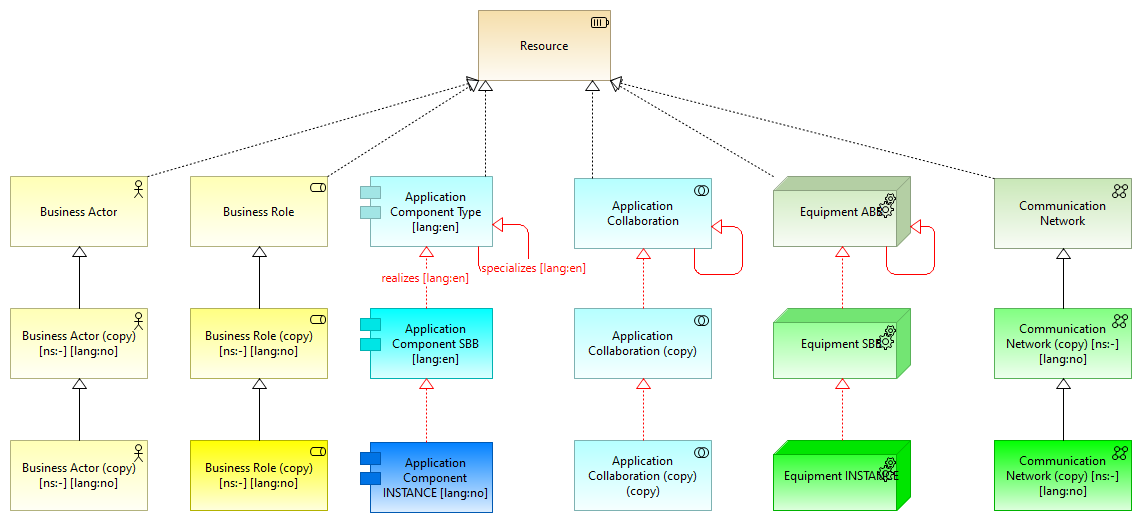 Resource
Business Actor
Business Role
Application
Component Type
[lang:en]
Application
Collaboration
Equipment ABB
Communication
Network
realizes [lang:en]
specializes [lang:en]
Business Actor (copy)
[ns:-] [lang:no]
Business Role (copy)
[ns:-] [lang:no]
Application
Component SBB
[lang:en]
Application
Collaboration (copy)
Equipment SBB
Communication
Network (copy) [ns:-]
[lang:no]
Business Actor (copy)
[ns:-] [lang:no]
Business Role (copy)
[ns:-] [lang:no]
Application
Component
INSTANCE [lang:no]
Application
Collaboration (copy)
(copy)
Equipment INSTANCE
Communication
Network (copy) [ns:-]
[lang:no]